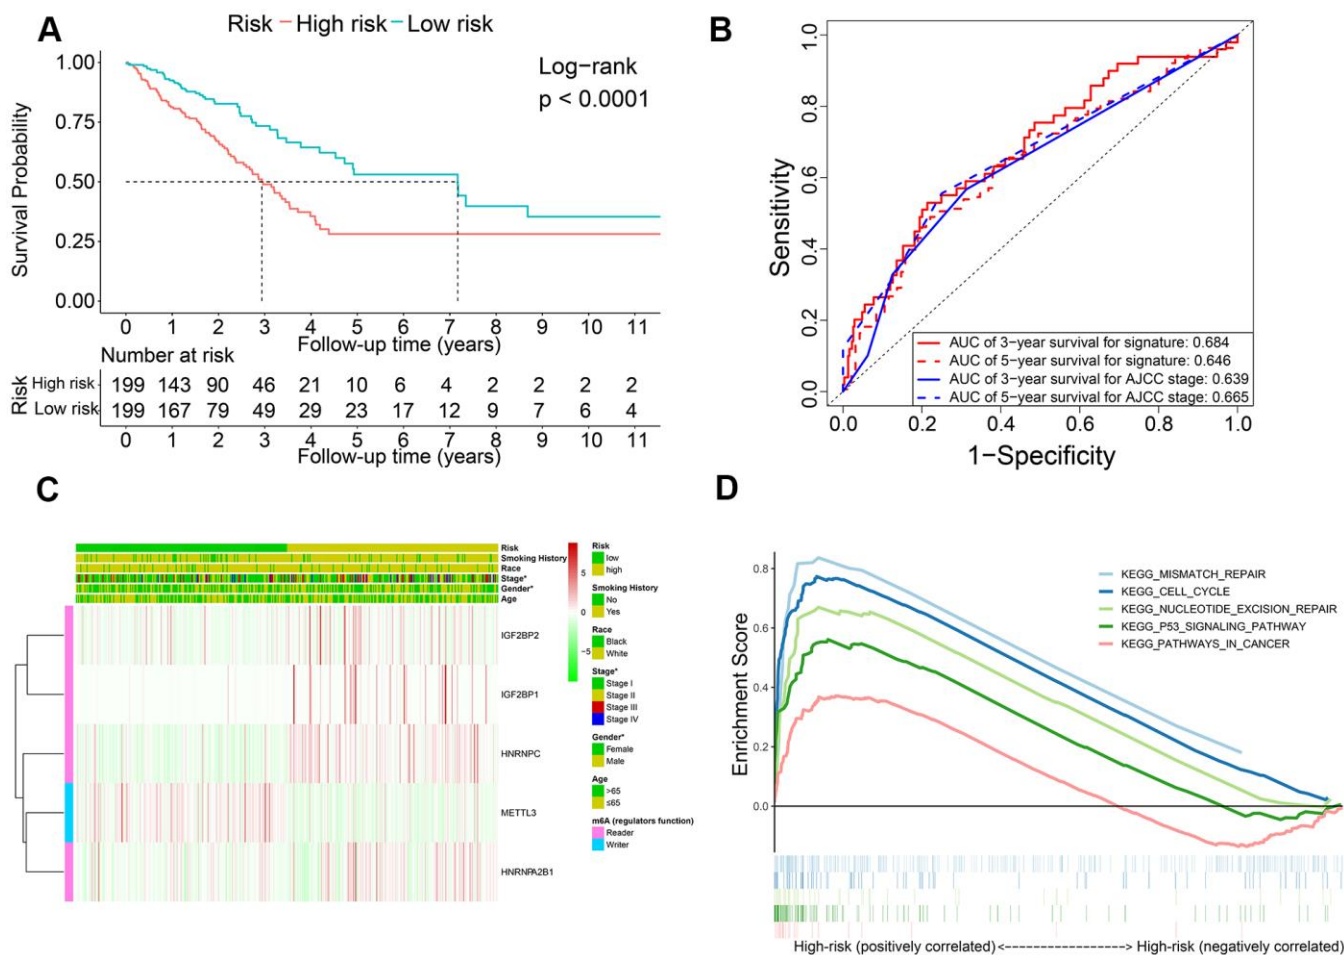 A
Risk High risk Low risk
Log-rank
p < 0.0001
Survival Probability
1.00
0.75
0.50
0.25
0.00
0 1 2 3 4 5 6 7 8 9 10 11
Follow-up time (years)
Number at risk
Risk
High risk 199 143 90 46 21 10 6 4 2 2 2 2
Low risk 199 167 79 49 29 23 17 12 9 7 6 4
0 1 2 3 4 5 6 7 8 9 10 11
Follow-up time (years)
B
Sensitivity
1.0
0.8
0.6
0.4
0.2
0.0
AUC of 3-year survival for signature: 0.684
AUC of 5-year survival for signature: 0.646
AUC of 3-year survival for AJCC stage: 0.639
AUC of 5-year survival for AJCC stage: 0.665
0.0 0.2 0.4 0.6 0.8 1.0
1-Specificity
C
Risk
Smoking History
Race
Stage*
Gender*
Age
IGF2BP2
IGF2BP1
HNRNPC
METTL3
HNRNPA2B1
5
0
-5
Risk
low
high
Smoking History
No
Yes
Race
Black
White
Stage*
Stage I
Stage II
Stage III
Stage IV
Gender*
Female
Male
Age
>65
≤65
m6A (regulators function)
Reader
Writer
D
Enrichment Score
0.8
0.6
0.4
0.2
0.0
KEGG_MISMATCH_REPAIR
KEGG_CELL_CYCLE
KEGG_NUCLEOTIDE_EXCISION_REPAIR
KEGG_P53_SIGNALING_PATHWAY
KEGG_PATHWAYS_IN_CANCER
High-risk (positively correlated) <-------------------> High-risk (negatively correlated)